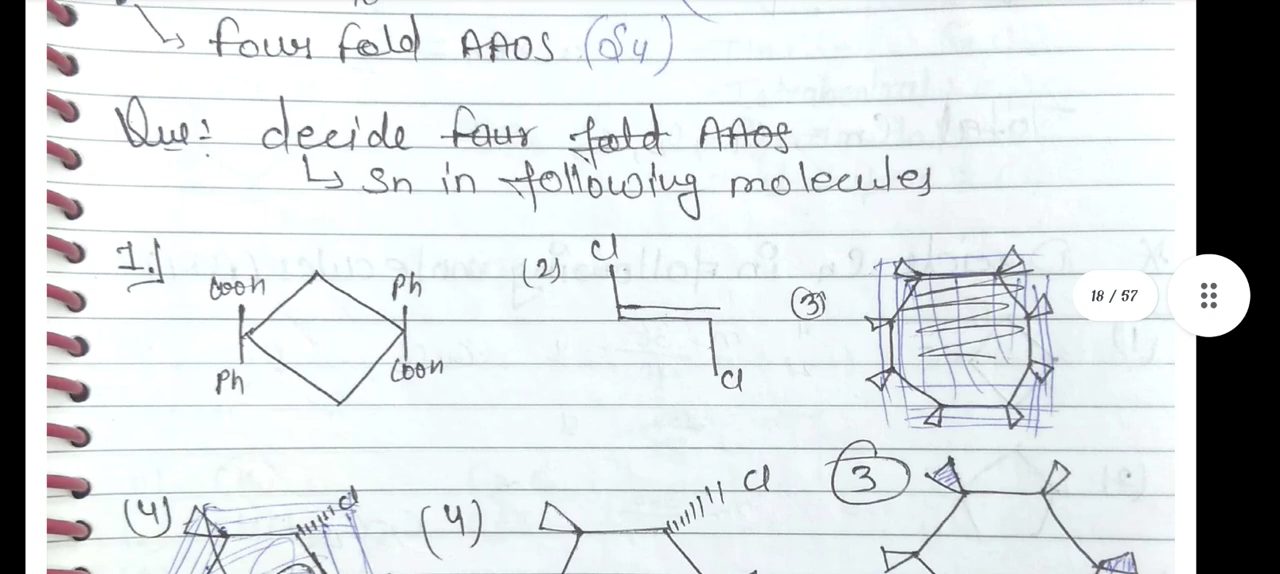 ↳ four fold AAOS (S4)
Que: decide four fold AAOS
↳ Sn in following molecules
1.] COOH Ph (2) Cl (3)
Ph COOH Cl
18 / 57
(4) Cl (4) Cl (3)